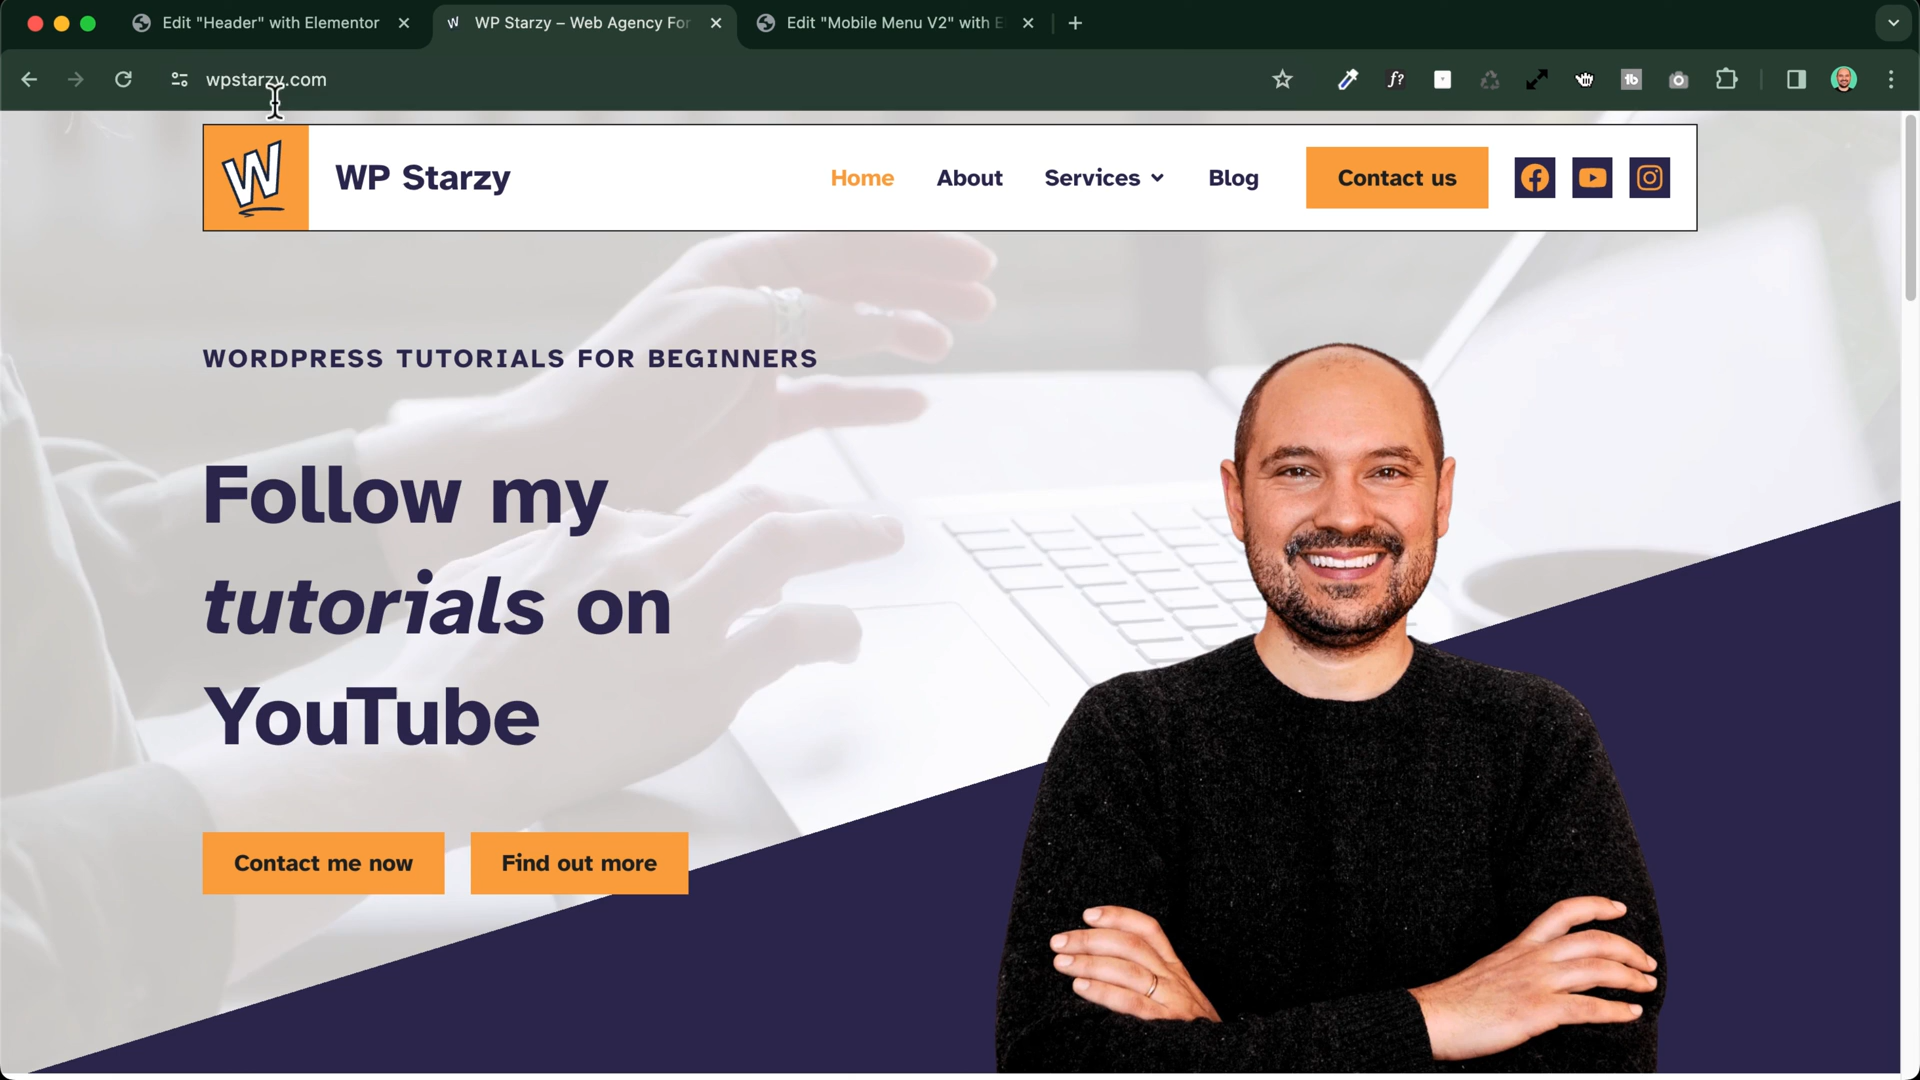 Edit "Header" with Elementor
WP Starzy – Web Agency For
Edit "Mobile Menu V2" with E
wpstarzy.com
f?
tb
W
WP Starzy
Home
About
Services
Blog
Contact us
WORDPRESS TUTORIALS FOR BEGINNERS
Follow my
tutorials on
YouTube
Contact me now
Find out more